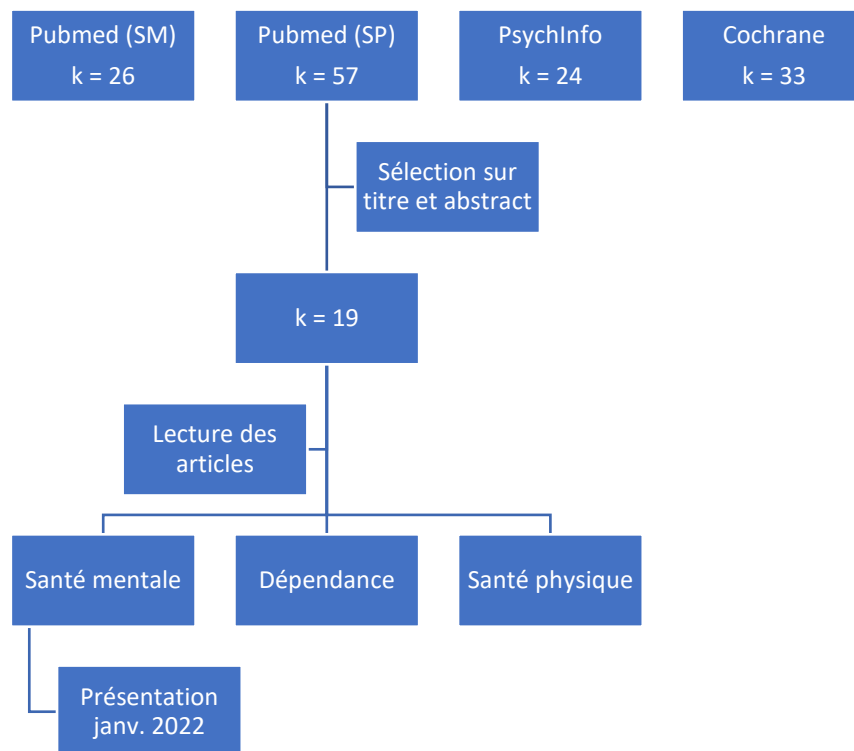 Pubmed (SM)
k = 26
Pubmed (SP)
k = 57
PsychInfo
k = 24
Cochrane
k = 33
Sélection sur
titre et abstract
k = 19
Lecture des
articles
Santé mentale
Dépendance
Santé physique
Présentation
janv. 2022